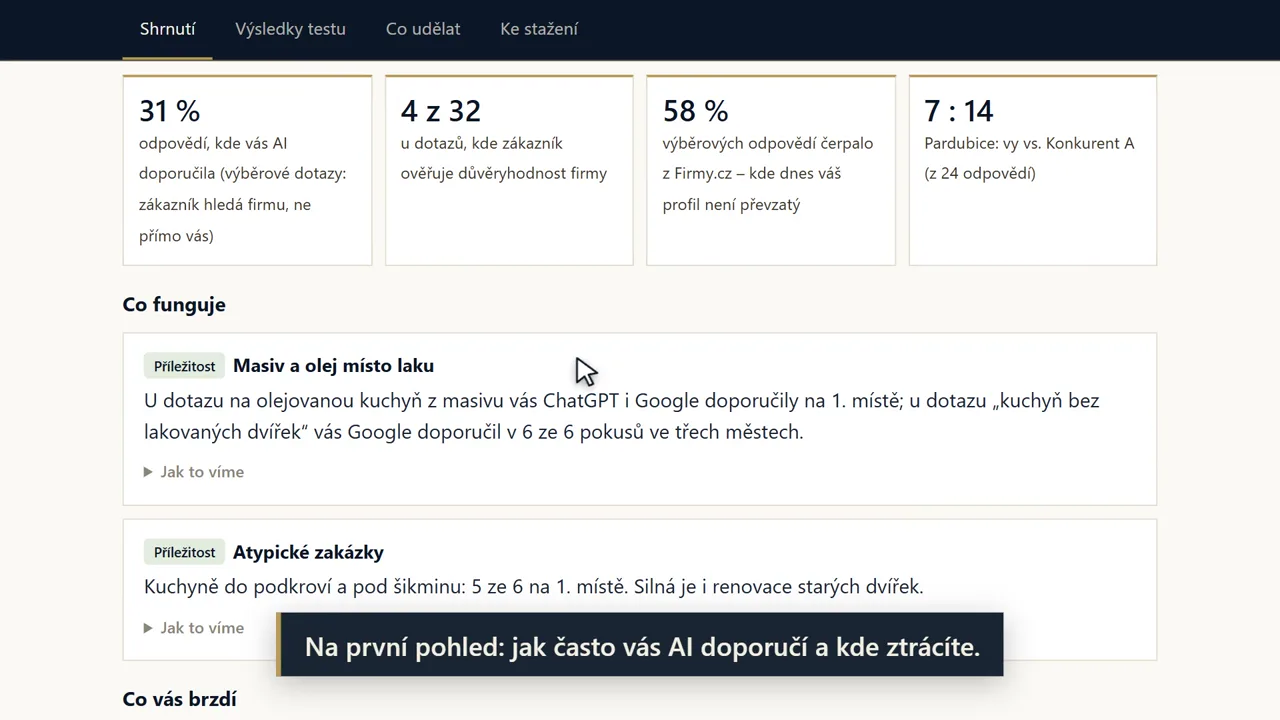 Shrnutí Výsledky testu Co udělat Ke stažení
31 %
odpovědí, kde vás AI
doporučila (výběrové dotazy:
zákazník hledá firmu, ne
přímo vás)
4 z 32
u dotazů, kde zákazník
ověřuje důvěryhodnost firmy
58 %
výběrových odpovědí čerpalo
z Firmy.cz – kde dnes váš
profil není převzatý
7 : 14
Pardubice: vy vs. Konkurent A
(z 24 odpovědí)
Co funguje
Příležitost Masiv a olej místo laku
U dotazu na olejovanou kuchyň z masivu vás ChatGPT i Google doporučily na 1. místě; u dotazu „kuchyň bez
lakovaných dvířek“ vás Google doporučil v 6 ze 6 pokusů ve třech městech.
Jak to víme
Příležitost Atypické zakázky
Kuchyně do podkroví a pod šikminu: 5 ze 6 na 1. místě. Silná je i renovace starých dvířek.
Jak to víme
Na první pohled: jak často vás AI doporučí a kde ztrácíte.
Co vás brzdí